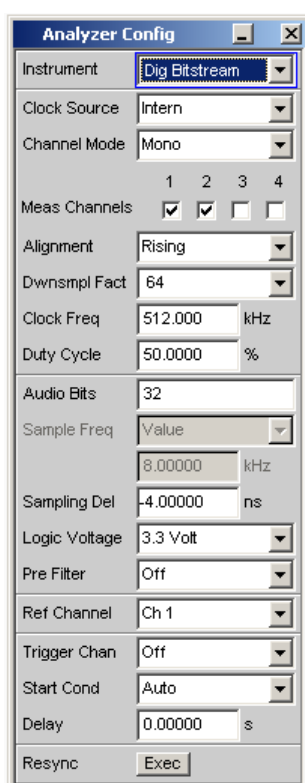 Analyzer Config
Instrument Dig Bitstream
Clock Source Intern
Channel Mode Mono
1 2 3 4
Meas Channels
Alignment Rising
Dwnsmpl Fact 64
Clock Freq 512.000 kHz
Duty Cycle 50.0000 %
Audio Bits 32
Sample Freq Value
8.00000 kHz
Sampling Del -4.00000 ns
Logic Voltage 3.3 Volt
Pre Filter Off
Ref Channel Ch 1
Trigger Chan Off
Start Cond Auto
Delay 0.00000 s
Resync Exec